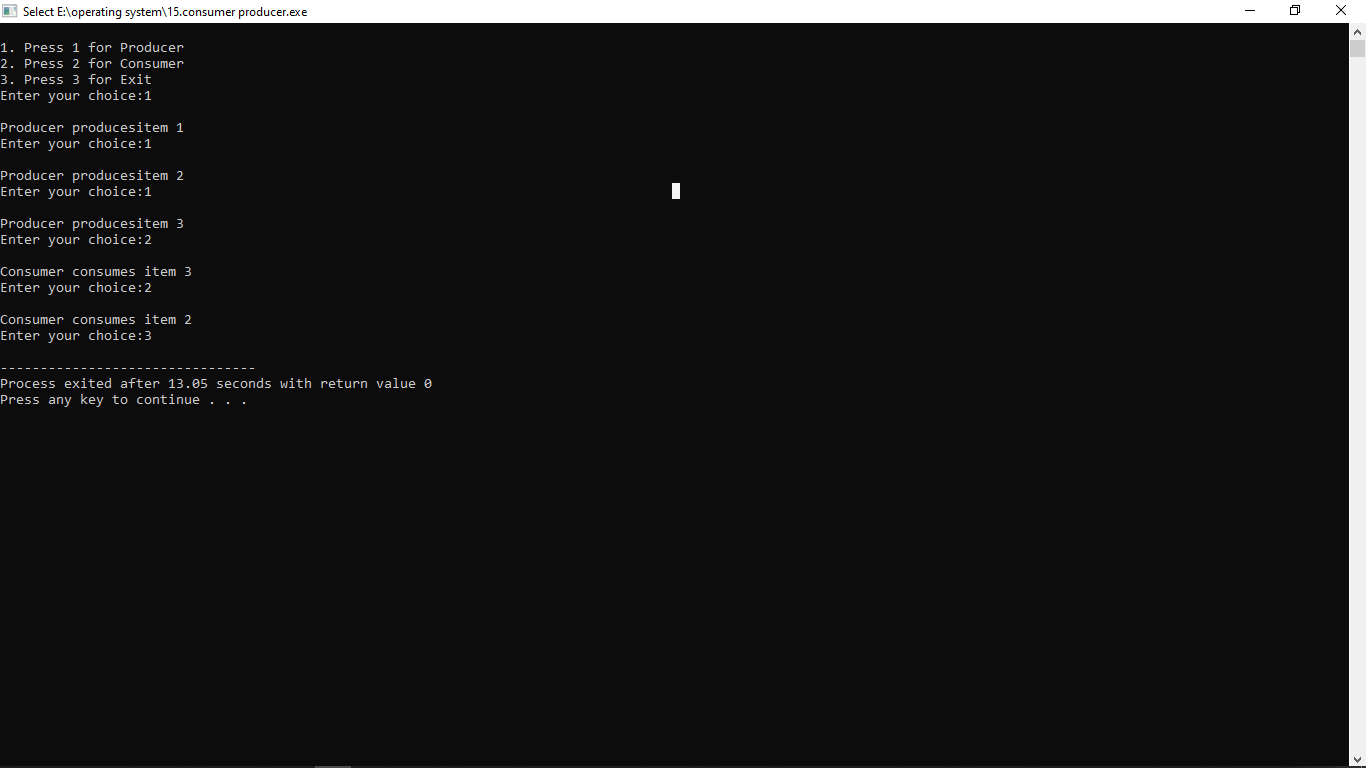 Select E:\operating system\15.consumer producer.exe
1. Press 1 for Producer
2. Press 2 for Consumer
3. Press 3 for Exit
Enter your choice:1
Producer producesitem 1
Enter your choice:1
Producer producesitem 2
Enter your choice:1
Producer producesitem 3
Enter your choice:2
Consumer consumes item 3
Enter your choice:2
Consumer consumes item 2
Enter your choice:3
--------------------------------
Process exited after 13.05 seconds with return value 0
Press any key to continue . . .